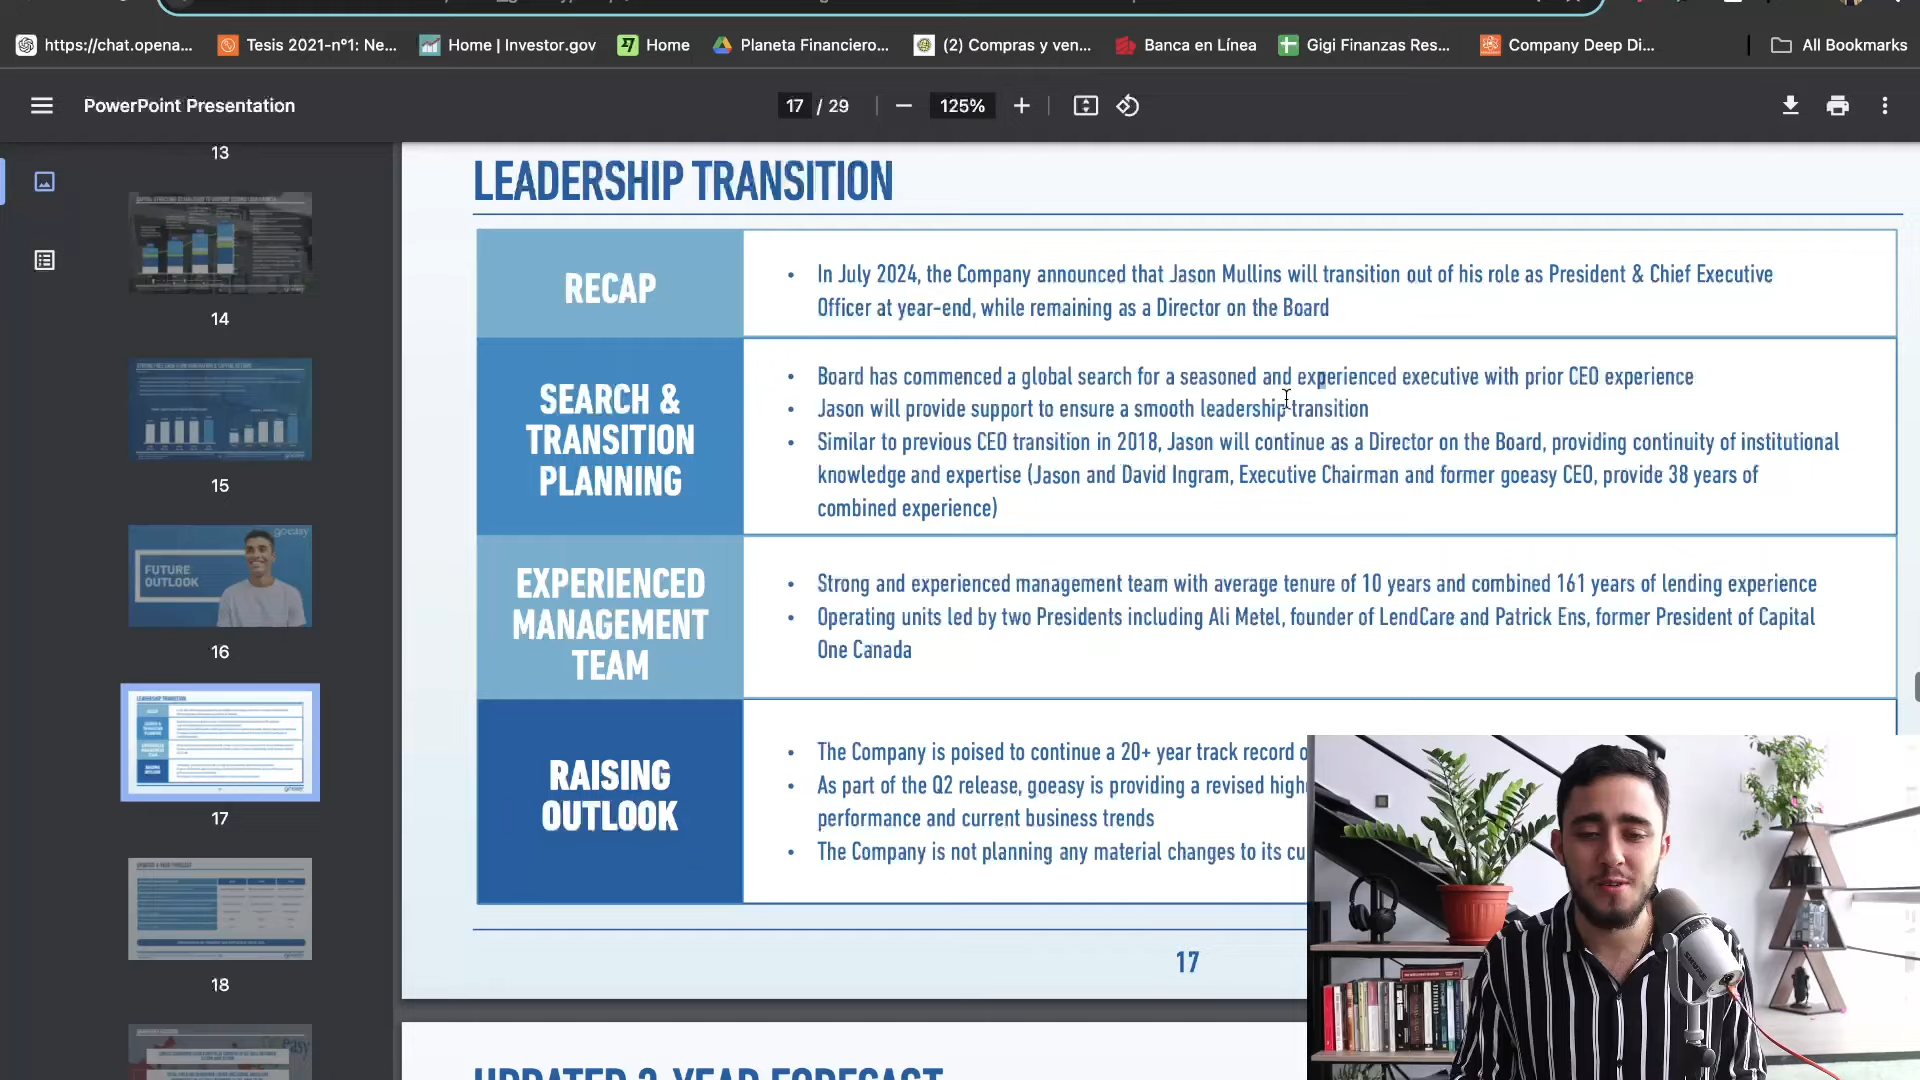 https://chat.opena...
Tesis 2021-nº1: Ne...
Home | Investor.gov
Home
Planeta Financiero...
(2) Compras y ven...
Banca en Línea
Gigi Finanzas Res...
Company Deep Di...
All Bookmarks
PowerPoint Presentation
17 / 29
125%
13
14
15
goeasy
FUTURE
OUTLOOK
16
17
18
LEADERSHIP TRANSITION
RECAP
• In July 2024, the Company announced that Jason Mullins will transition out of his role as President & Chief Executive
Officer at year-end, while remaining as a Director on the Board
SEARCH &
TRANSITION
PLANNING
• Board has commenced a global search for a seasoned and experienced executive with prior CEO experience
• Jason will provide support to ensure a smooth leadership transition
• Similar to previous CEO transition in 2018, Jason will continue as a Director on the Board, providing continuity of institutional
knowledge and expertise (Jason and David Ingram, Executive Chairman and former goeasy CEO, provide 38 years of
combined experience)
EXPERIENCED
MANAGEMENT
TEAM
• Strong and experienced management team with average tenure of 10 years and combined 161 years of lending experience
• Operating units led by two Presidents including Ali Metel, founder of LendCare and Patrick Ens, former President of Capital
One Canada
RAISING
OUTLOOK
• The Company is poised to continue a 20+ year track record
• As part of the Q2 release, goeasy is providing a revised
performance and current business trends
• The Company is not planning any material changes to its
17
UPDATED 3-YEAR FORECAST
SHURE